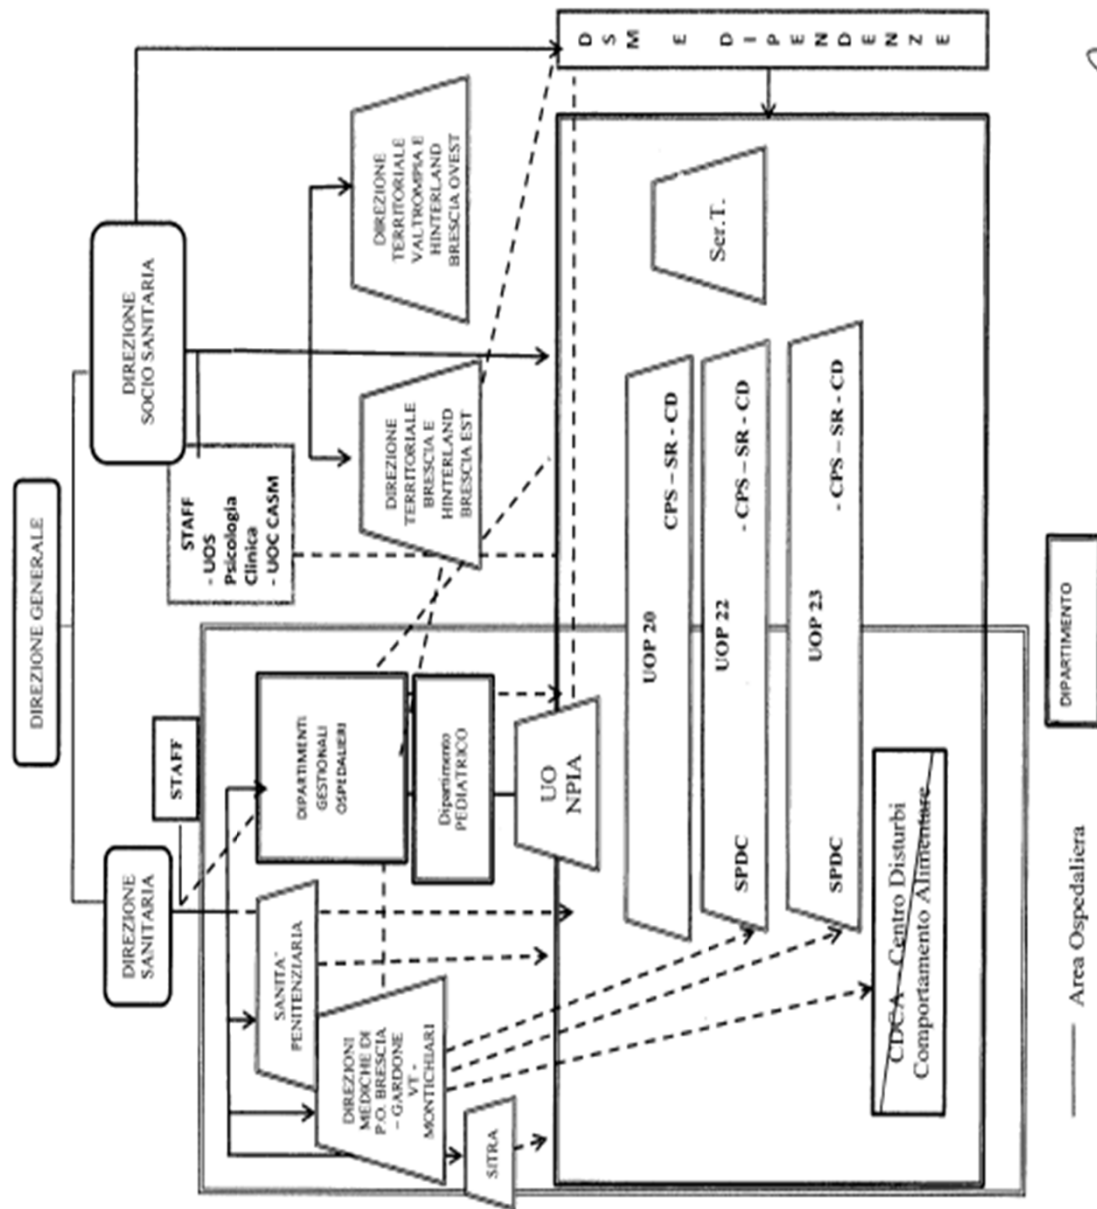 DIREZIONE GENERALE
DIREZIONE
SANITARIA
DIREZIONE
SOCIO SANITARIA
STAFF
STAFF
- UOS
Psicologia
Clinica
- UOC CASM
SANITA'
PENITENZIARIA
DIREZIONI
MEDICHE DI
P.O. BRESCIA
– GARDONE
VT -
MONTICHIARI
SITRA
DIPARTIMENTI
GESTIONALI
OSPEDALIERI
Dipartimento
PEDIATRICO
UO
NPIA
DIREZIONE
TERRITORIALE
BRESCIA E
HINTERLAND
BRESCIA EST
DIREZIONE
TERRITORIALE
VALTROMPIA E
HINTERLAND
BRESCIA OVEST
DSM E DIPENDENZE
Ser.T.
UOP 20 CPS – SR - CD
SPDC UOP 22 - CPS – SR - CD
SPDC UOP 23 - CPS – SR - CD
CDCA - Centro Disturbi
Comportamento Alimentare
Area Ospedaliera
DIPARTIMENTO